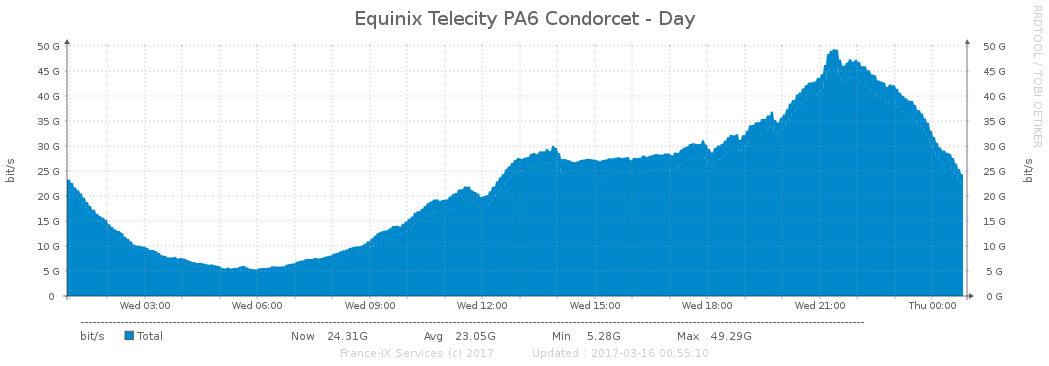 Equinix Telecity PA6 Condorcet - Day
RRDTOOL / TOBI OETIKER
50 G 50 G
45 G 45 G
40 G 40 G
35 G 35 G
30 G 30 G
25 G 25 G
20 G 20 G
15 G 15 G
10 G 10 G
5 G 5 G
0 0 G
bit/s
bit/s
Wed 03:00 Wed 06:00 Wed 09:00 Wed 12:00 Wed 15:00 Wed 18:00 Wed 21:00 Thu 00:00
bit/s Total Now 24.31G Avg 23.05G Min 5.28G Max 49.29G
France-IX Services (c) 2017 Updated : 2017-03-16 00:55:10